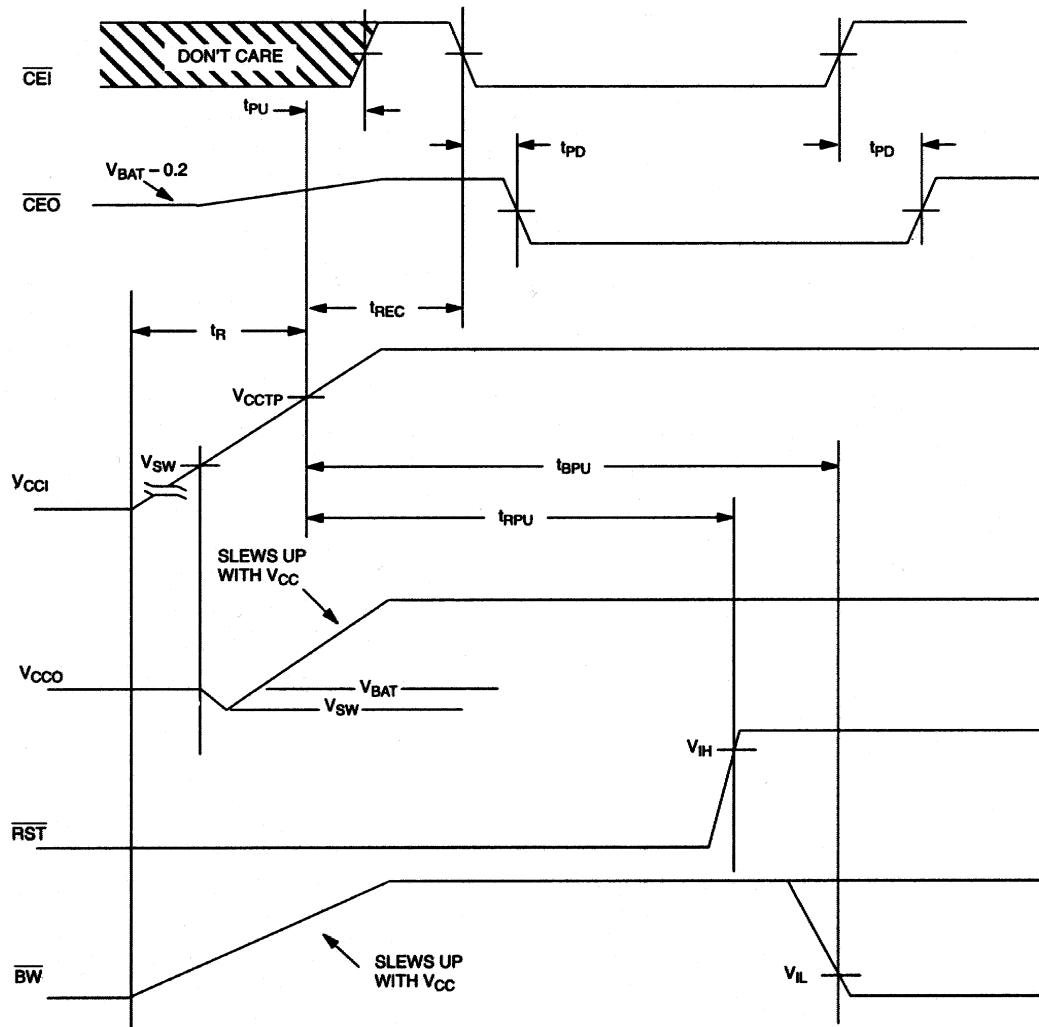 DON'T CARE
CEI
tPU
tPD
tPD
VBAT – 0.2
CEO
tREC
tR
VCCTP
VSW
tBPU
VCCI
tRPU
SLEWS UP
WITH VCC
VCCO
VBAT
VSW
VIH
RST
SLEWS UP
WITH VCC
BW
VIL